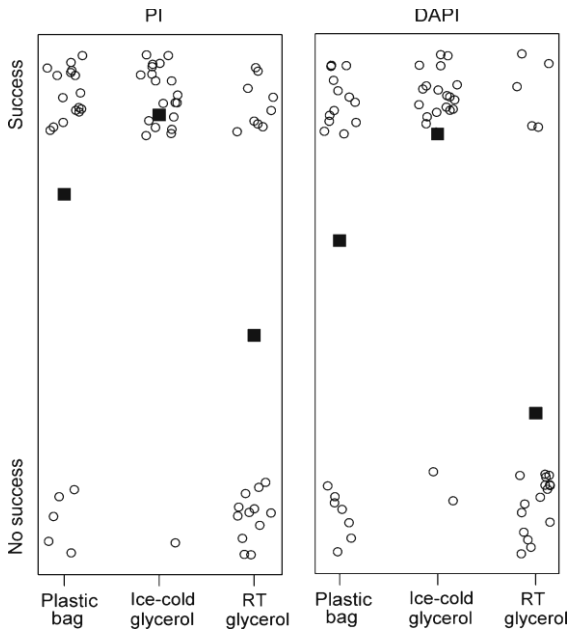 PI
DAPI
Success
No success
Plastic bag
Ice-cold glycerol
RT glycerol
Plastic bag
Ice-cold glycerol
RT glycerol